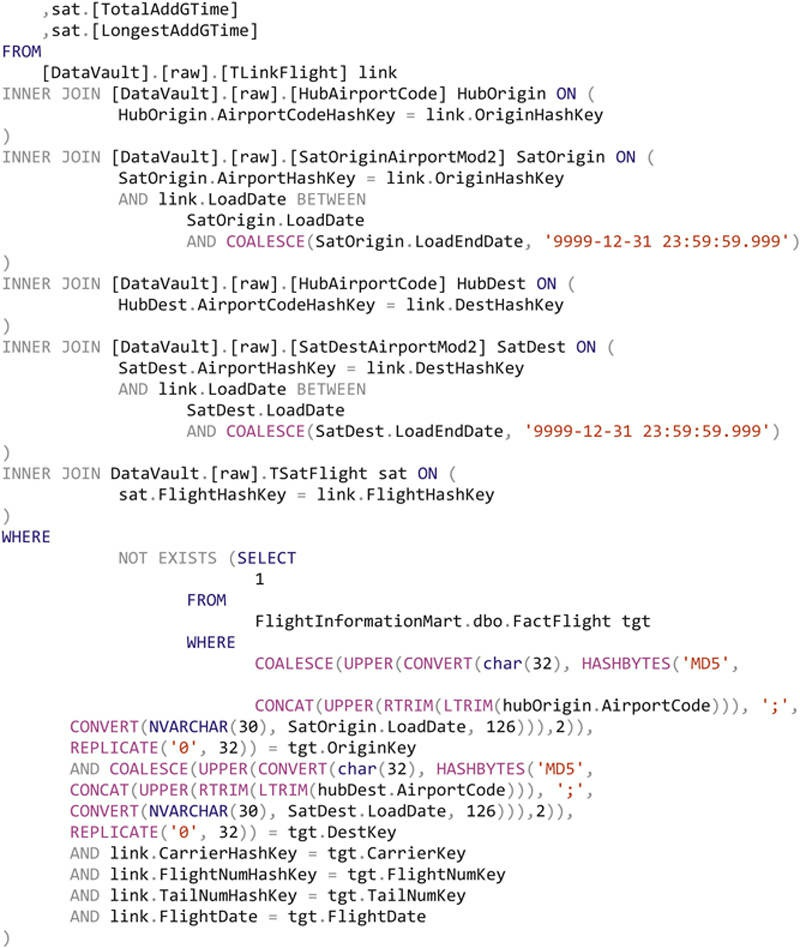 ,sat.[TotalAddGTime]
,sat.[LongestAddGTime]
FROM
[DataVault].[raw].[TLinkFlight] link
INNER JOIN [DataVault].[raw].[HubAirportCode] HubOrigin ON (
HubOrigin.AirportCodeHashKey = link.OriginHashKey
)
INNER JOIN [DataVault].[raw].[SatOriginAirportMod2] SatOrigin ON (
SatOrigin.AirportHashKey = link.OriginHashKey
AND link.LoadDate BETWEEN
SatOrigin.LoadDate
AND COALESCE(SatOrigin.LoadEndDate, '9999-12-31 23:59:59.999')
)
INNER JOIN [DataVault].[raw].[HubAirportCode] HubDest ON (
HubDest.AirportCodeHashKey = link.DestHashKey
)
INNER JOIN [DataVault].[raw].[SatDestAirportMod2] SatDest ON (
SatDest.AirportHashKey = link.DestHashKey
AND link.LoadDate BETWEEN
SatDest.LoadDate
AND COALESCE(SatDest.LoadEndDate, '9999-12-31 23:59:59.999')
)
INNER JOIN DataVault.[raw].TSatFlight sat ON (
sat.FlightHashKey = link.FlightHashKey
)
WHERE
NOT EXISTS (SELECT
1
FROM
FlightInformationMart.dbo.FactFlight tgt
WHERE
COALESCE(UPPER(CONVERT(char(32), HASHBYTES('MD5',
CONCAT(UPPER(RTRIM(LTRIM(hubOrigin.AirportCode))), ';',
CONVERT(NVARCHAR(30), SatOrigin.LoadDate, 126))),2)),
REPLICATE('0', 32)) = tgt.OriginKey
AND COALESCE(UPPER(CONVERT(char(32), HASHBYTES('MD5',
CONCAT(UPPER(RTRIM(LTRIM(hubDest.AirportCode))), ';',
CONVERT(NVARCHAR(30), SatDest.LoadDate, 126))),2)),
REPLICATE('0', 32)) = tgt.DestKey
AND link.CarrierHashKey = tgt.CarrierKey
AND link.FlightNumHashKey = tgt.FlightNumKey
AND link.TailNumHashKey = tgt.TailNumKey
AND link.FlightDate = tgt.FlightDate
)